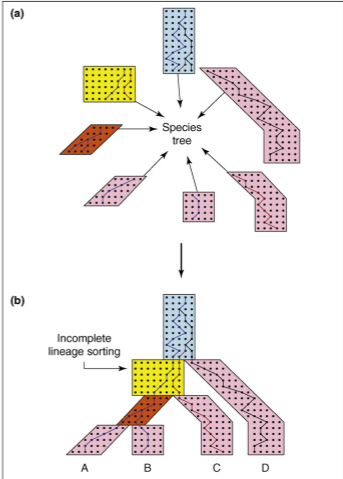 (a)
Species
tree
(b)
Incomplete
lineage sorting
A B C D